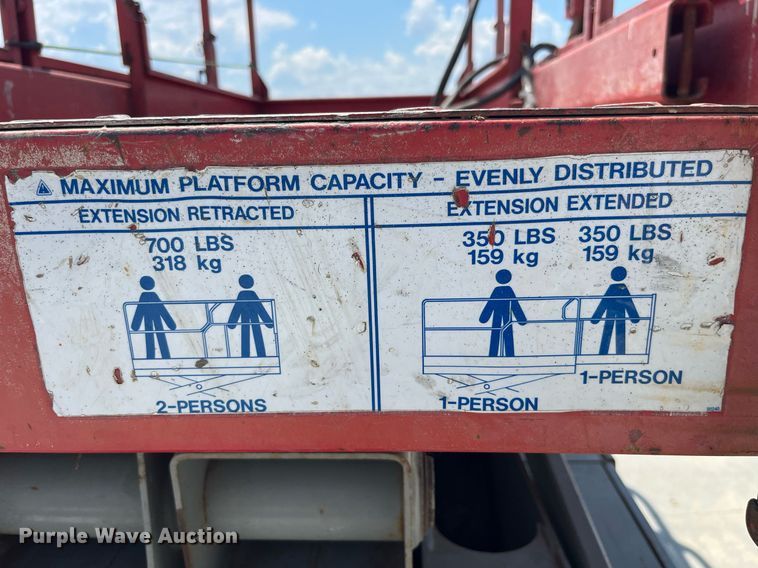 MAXIMUM PLATFORM CAPACITY - EVENLY DISTRIBUTED
EXTENSION RETRACTED
700 LBS
318 kg
2-PERSONS
EXTENSION EXTENDED
350 LBS
159 kg
350 LBS
159 kg
1-PERSON
1-PERSON
Purple Wave Auction